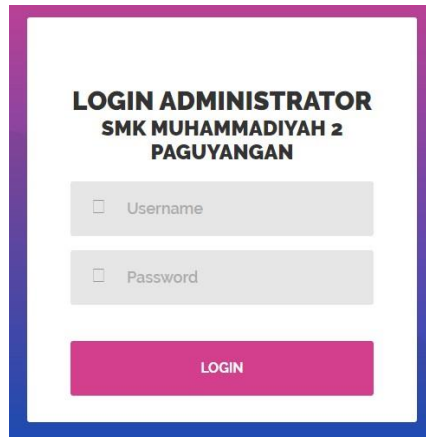 LOGIN ADMINISTRATOR
SMK MUHAMMADIYAH 2
PAGUYANGAN
Username
Password
LOGIN